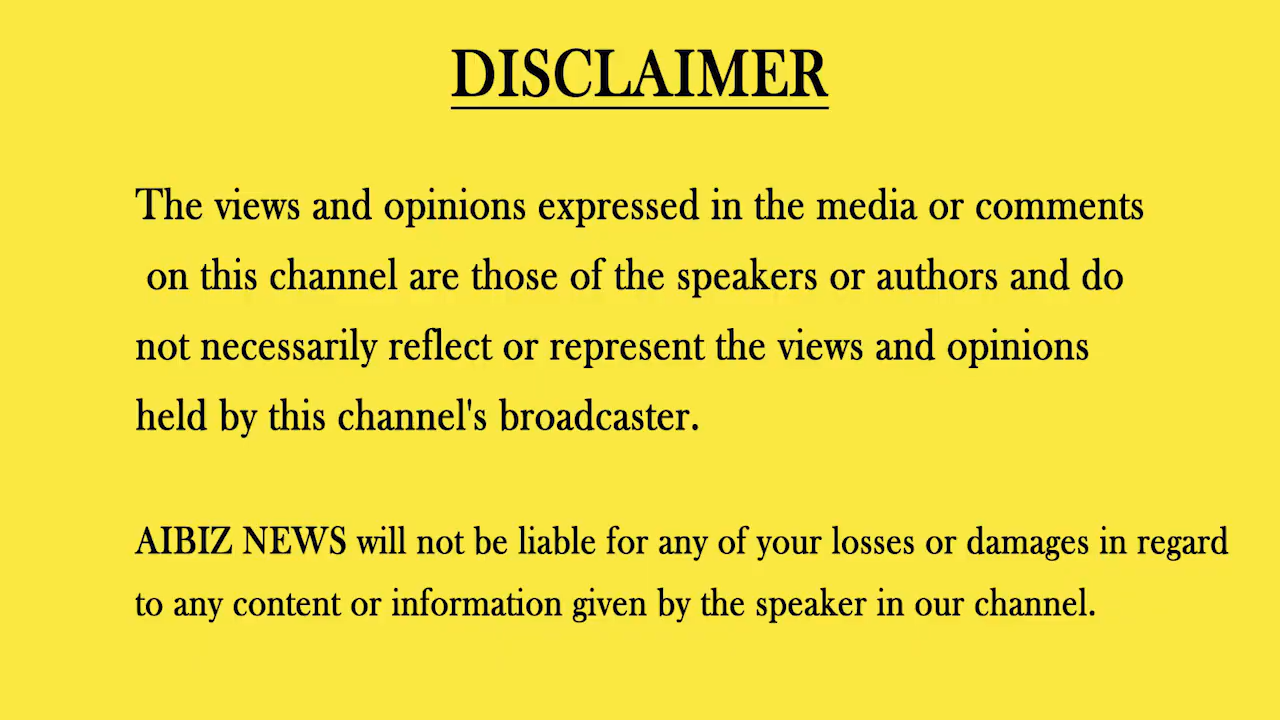 DISCLAIMER
The views and opinions expressed in the media or comments
on this channel are those of the speakers or authors and do
not necessarily reflect or represent the views and opinions
held by this channel's broadcaster.
AIBIZ NEWS will not be liable for any of your losses or damages in regard
to any content or information given by the speaker in our channel.